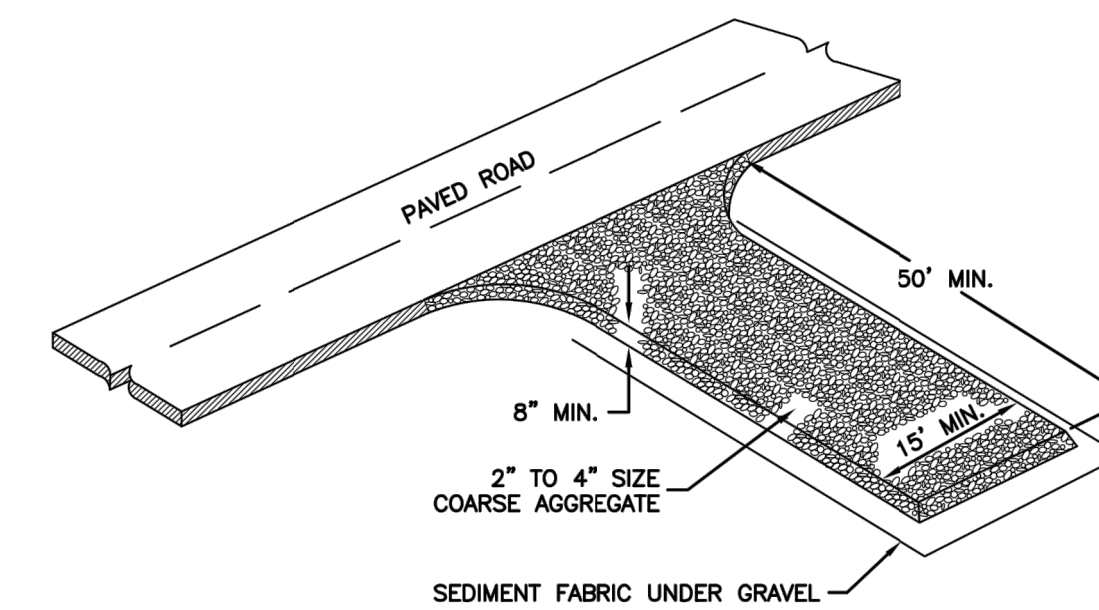 PAVED ROAD
50' MIN.
8" MIN.
15' MIN.
2" TO 4" SIZE
COARSE AGGREGATE
SEDIMENT FABRIC UNDER GRAVEL